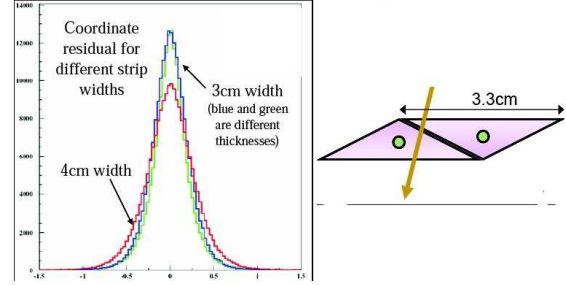 14000
12000
10000
8000
6000
4000
2000
0
-1.5
-1
-0.5
0
0.5
1
1.5
Coordinate
residual for
different strip
widths
3cm width
(blue and green
are different
thicknesses)
4cm width
3.3cm